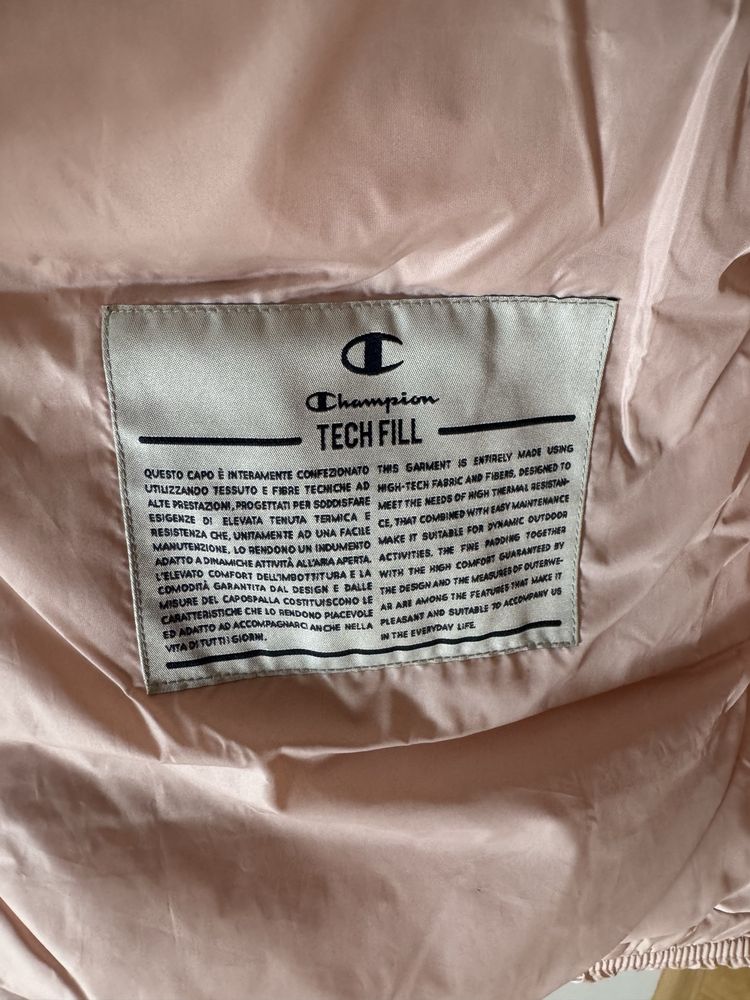 Champion
TECH FILL
QUESTO CAPO È INTERAMENTE CONFEZIONATO
UTILIZZANDO TESSUTO E FIBRE TECNICHE AD
ALTE PRESTAZIONI, PROGETTATI PER SODDISFARE
ESIGENZE DI ELEVATA TENUTA TERMICA E
RESISTENZA CHE, UNITAMENTE AD UNA FACILE
MANUTENZIONE, LO RENDONO UN INDUMENTO
ADATTO A DINAMICHE ATTIVITÀ ALL'ARIA APERTA.
L'ELEVATO COMFORT DELL'IMBOTTITURA E LA
COMODITÀ GARANTITA DAL DESIGN E DALLE
MISURE DEL CAPOSPALLA COSTITUISCONO LE
CARATTERISTICHE CHE LO RENDONO PIACEVOLE
ED ADATTO AD ACCOMPAGNARCI ANCHE NELLA
VITA DI TUTTI I GIORNI.
THIS GARMENT IS ENTIRELY MADE USING
HIGH-TECH FABRIC AND FIBERS, DESIGNED TO
MEET THE NEEDS OF HIGH THERMAL RESISTAN-
CE, THAT COMBINED WITH EASY MAINTENANCE
MAKE IT SUITABLE FOR DYNAMIC OUTDOOR
ACTIVITIES. THE FINE PADDING TOGETHER
WITH THE HIGH COMFORT GUARANTEED BY
THE DESIGN AND THE MEASURES OF OUTERWE-
AR ARE AMONG THE FEATURES THAT MAKE IT
PLEASANT AND SUITABLE TO ACCOMPANY US
IN THE EVERYDAY LIFE.